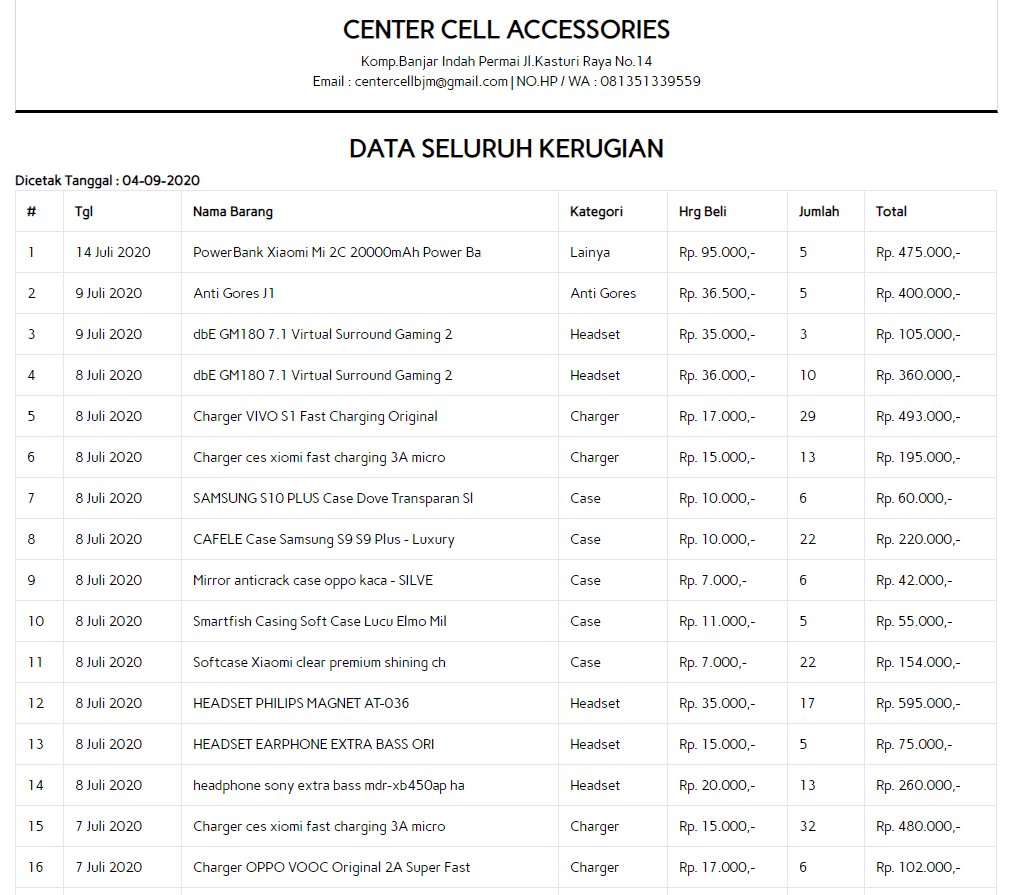 CENTER CELL ACCESSORIES
Komp.Banjar Indah Permai Jl.Kasturi Raya No.14
Email : centercellbjm@gmail.com | NO.HP / WA : 081351339559
DATA SELURUH KERUGIAN
Dicetak Tanggal : 04-09-2020
# Tgl Nama Barang Kategori Hrg Beli Jumlah Total
1 14 Juli 2020 PowerBank Xiaomi Mi 2C 20000mAh Power Ba Lainya Rp. 95.000,- 5 Rp. 475.000,-
2 9 Juli 2020 Anti Gores J1 Anti Gores Rp. 36.500,- 5 Rp. 400.000,-
3 9 Juli 2020 dbE GM180 7.1 Virtual Surround Gaming 2 Headset Rp. 35.000,- 3 Rp. 105.000,-
4 8 Juli 2020 dbE GM180 7.1 Virtual Surround Gaming 2 Headset Rp. 36.000,- 10 Rp. 360.000,-
5 8 Juli 2020 Charger VIVO S1 Fast Charging Original Charger Rp. 17.000,- 29 Rp. 493.000,-
6 8 Juli 2020 Charger ces xiomi fast charging 3A micro Charger Rp. 15.000,- 13 Rp. 195.000,-
7 8 Juli 2020 SAMSUNG S10 PLUS Case Dove Transparan Sl Case Rp. 10.000,- 6 Rp. 60.000,-
8 8 Juli 2020 CAFELE Case Samsung S9 S9 Plus - Luxury Case Rp. 10.000,- 22 Rp. 220.000,-
9 8 Juli 2020 Mirror anticrack case oppo kaca - SILVE Case Rp. 7.000,- 6 Rp. 42.000,-
10 8 Juli 2020 Smartfish Casing Soft Case Lucu Elmo Mil Case Rp. 11.000,- 5 Rp. 55.000,-
11 8 Juli 2020 Softcase Xiaomi clear premium shining ch Case Rp. 7.000,- 22 Rp. 154.000,-
12 8 Juli 2020 HEADSET PHILIPS MAGNET AT-036 Headset Rp. 35.000,- 17 Rp. 595.000,-
13 8 Juli 2020 HEADSET EARPHONE EXTRA BASS ORI Headset Rp. 15.000,- 5 Rp. 75.000,-
14 8 Juli 2020 headphone sony extra bass mdr-xb450ap ha Headset Rp. 20.000,- 13 Rp. 260.000,-
15 7 Juli 2020 Charger ces xiomi fast charging 3A micro Charger Rp. 15.000,- 32 Rp. 480.000,-
16 7 Juli 2020 Charger OPPO VOOC Original 2A Super Fast Charger Rp. 17.000,- 6 Rp. 102.000,-